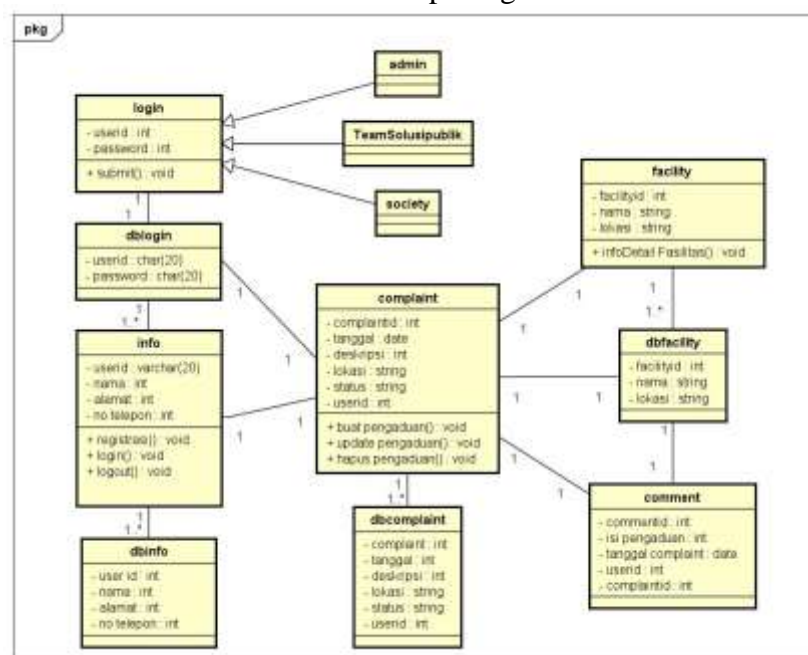 pkg
admin
login
- userid : int
- password : int
+ submit() : void
TeamSolusipublik
society
facility
- facilityid : int
- nama : string
- lokasi : string
+ infoDetail Fasilitas() : void
1
1
dblogin
- userid : char(20)
- password : char(20)
1
1
1..*
1
1
1
1..*
complaint
- complaintid : int
- tanggal : date
- deskripsi : int
- lokasi : string
- status : string
- userid : int
+ buat pengaduan() : void
+ update pengaduan() : void
+ hapus pengaduan() : void
info
- userid : varchar(20)
- nama : int
- alamat : int
- no telepon : int
+ registrasi() : void
+ login() : void
+ logout() : void
1
1
dbfacility
- facilityid : int
- nama : string
- lokasi : string
1
1
1
1
1
1
1
1
1..*
1
1..*
dbinfo
- user id : int
- nama : int
- alamat : int
- no telepon : int
dbcomplaint
- complaint : int
- tanggal : int
- deskripsi : int
- lokasi : string
- status : string
- userid : int
comment
- commentid : int
- isi pengaduan : int
- tanggal complaint : date
- userid : int
- complaintid : int